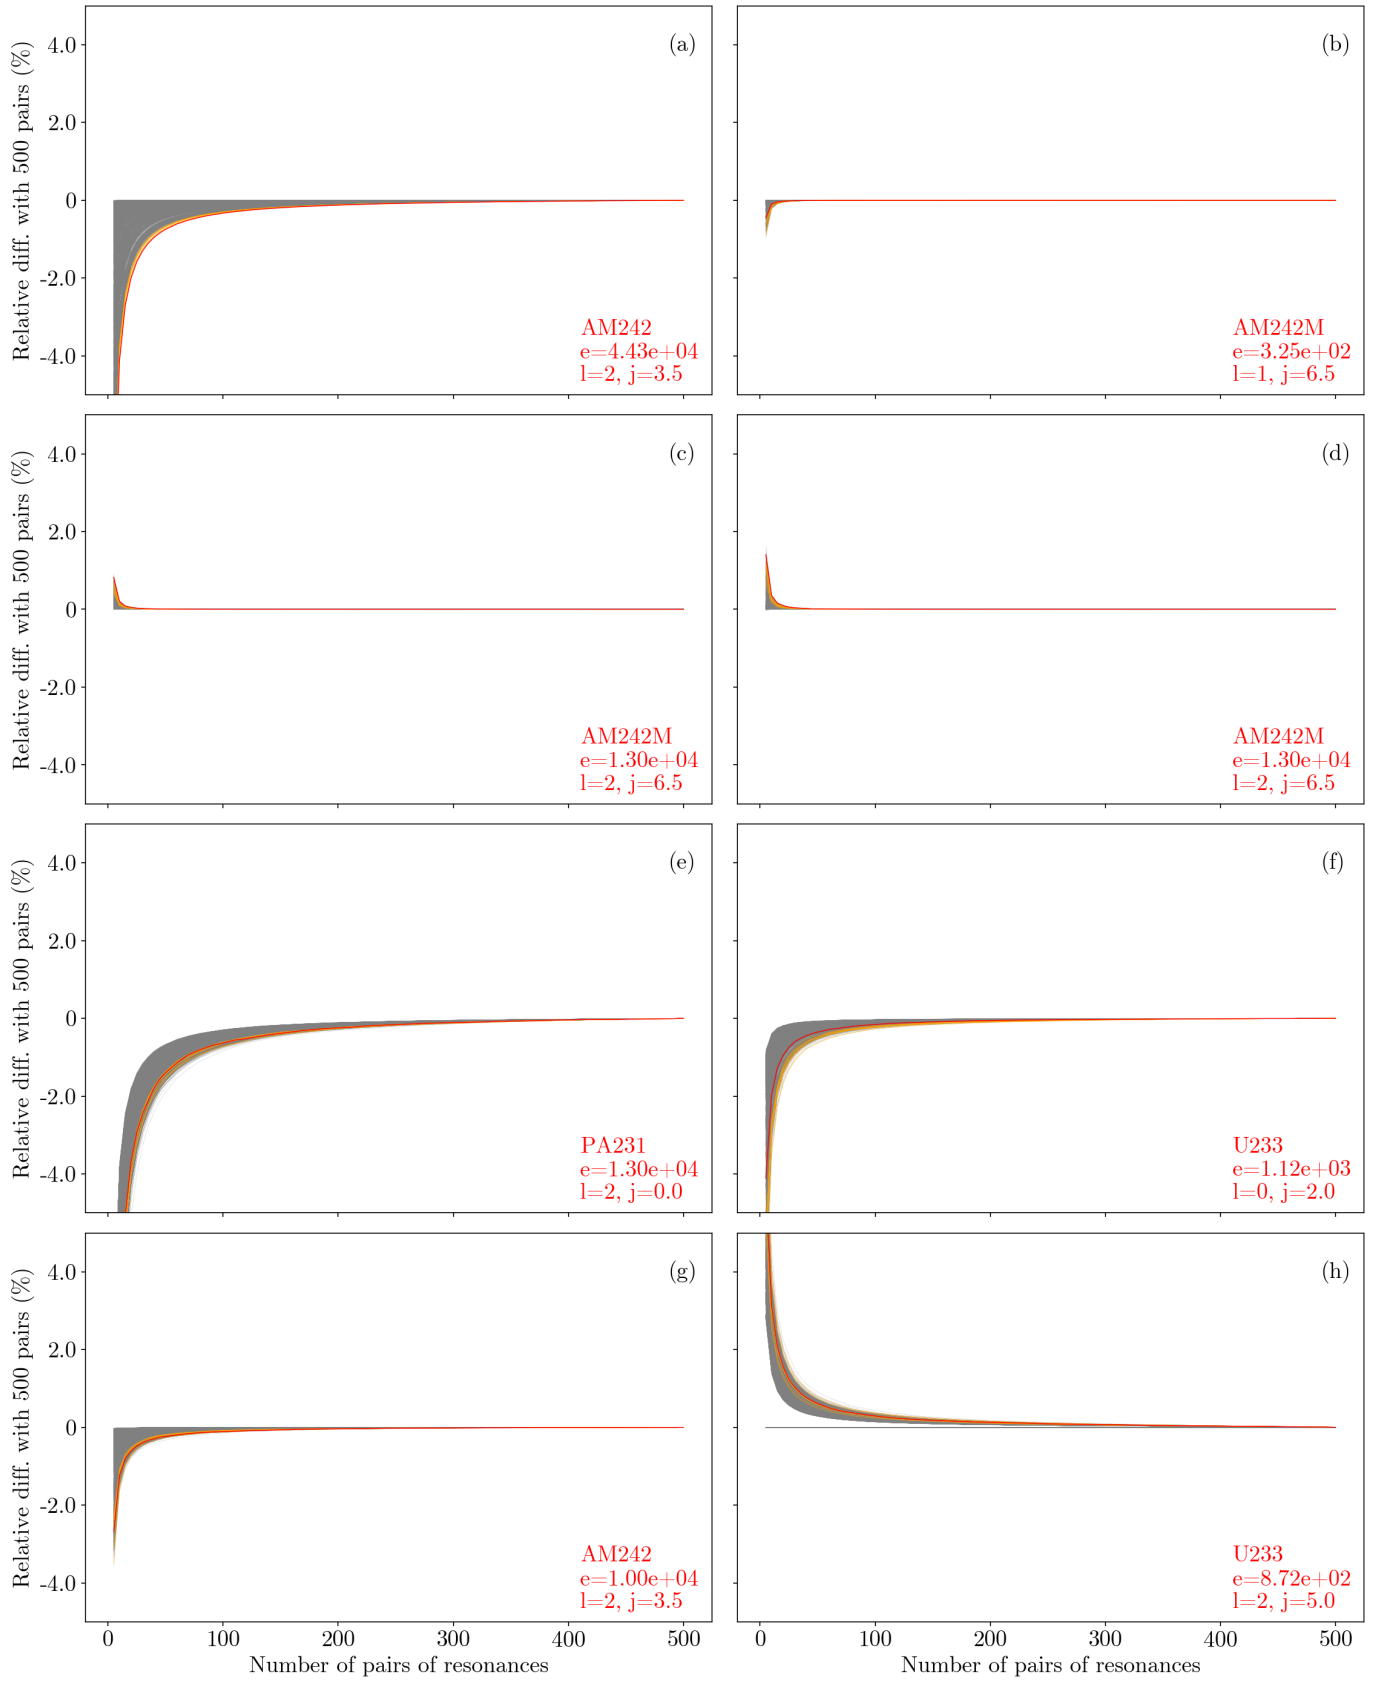 Relative diff. with 500 pairs (%)
4.0
2.0
0
-2.0
-4.0
(a)
AM242
e=4.43e+04
l=2, j=3.5
(b)
AM242M
e=3.25e+02
l=1, j=6.5
Relative diff. with 500 pairs (%)
4.0
2.0
0
-2.0
-4.0
(c)
AM242M
e=1.30e+04
l=2, j=6.5
(d)
AM242M
e=1.30e+04
l=2, j=6.5
Relative diff. with 500 pairs (%)
4.0
2.0
0
-2.0
-4.0
(e)
PA231
e=1.30e+04
l=2, j=0.0
(f)
U233
e=1.12e+03
l=0, j=2.0
Relative diff. with 500 pairs (%)
4.0
2.0
0
-2.0
-4.0
(g)
AM242
e=1.00e+04
l=2, j=3.5
0 100 200 300 400 500
Number of pairs of resonances
(h)
U233
e=8.72e+02
l=2, j=5.0
0 100 200 300 400 500
Number of pairs of resonances